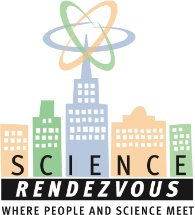 SCIENCE
RENDEZVOUS
WHERE PEOPLE AND SCIENCE MEET